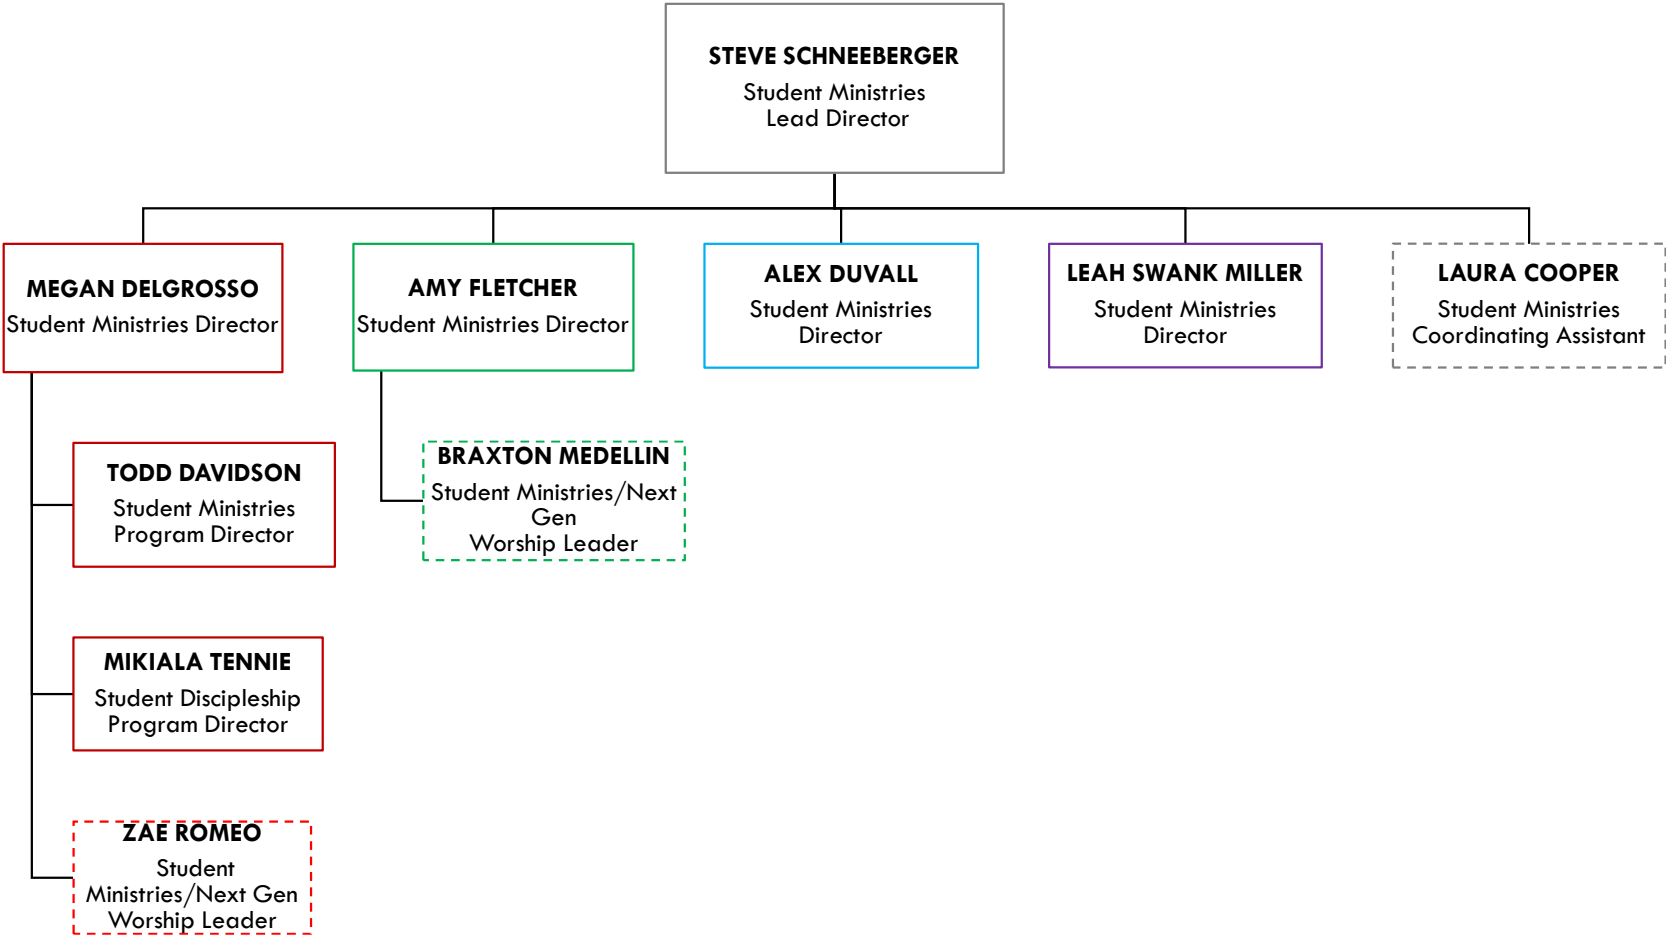 STEVE SCHNEEBERGER
Student Ministries
Lead Director
MEGAN DELGROSSO
Student Ministries Director
AMY FLETCHER
Student Ministries Director
ALEX DUVALL
Student Ministries
Director
LEAH SWANK MILLER
Student Ministries
Director
LAURA COOPER
Student Ministries
Coordinating Assistant
TODD DAVIDSON
Student Ministries
Program Director
BRAXTON MEDELLIN
Student Ministries/Next
Gen
Worship Leader
MIKIALA TENNIE
Student Discipleship
Program Director
ZAE ROMEO
Student
Ministries/Next Gen
Worship Leader